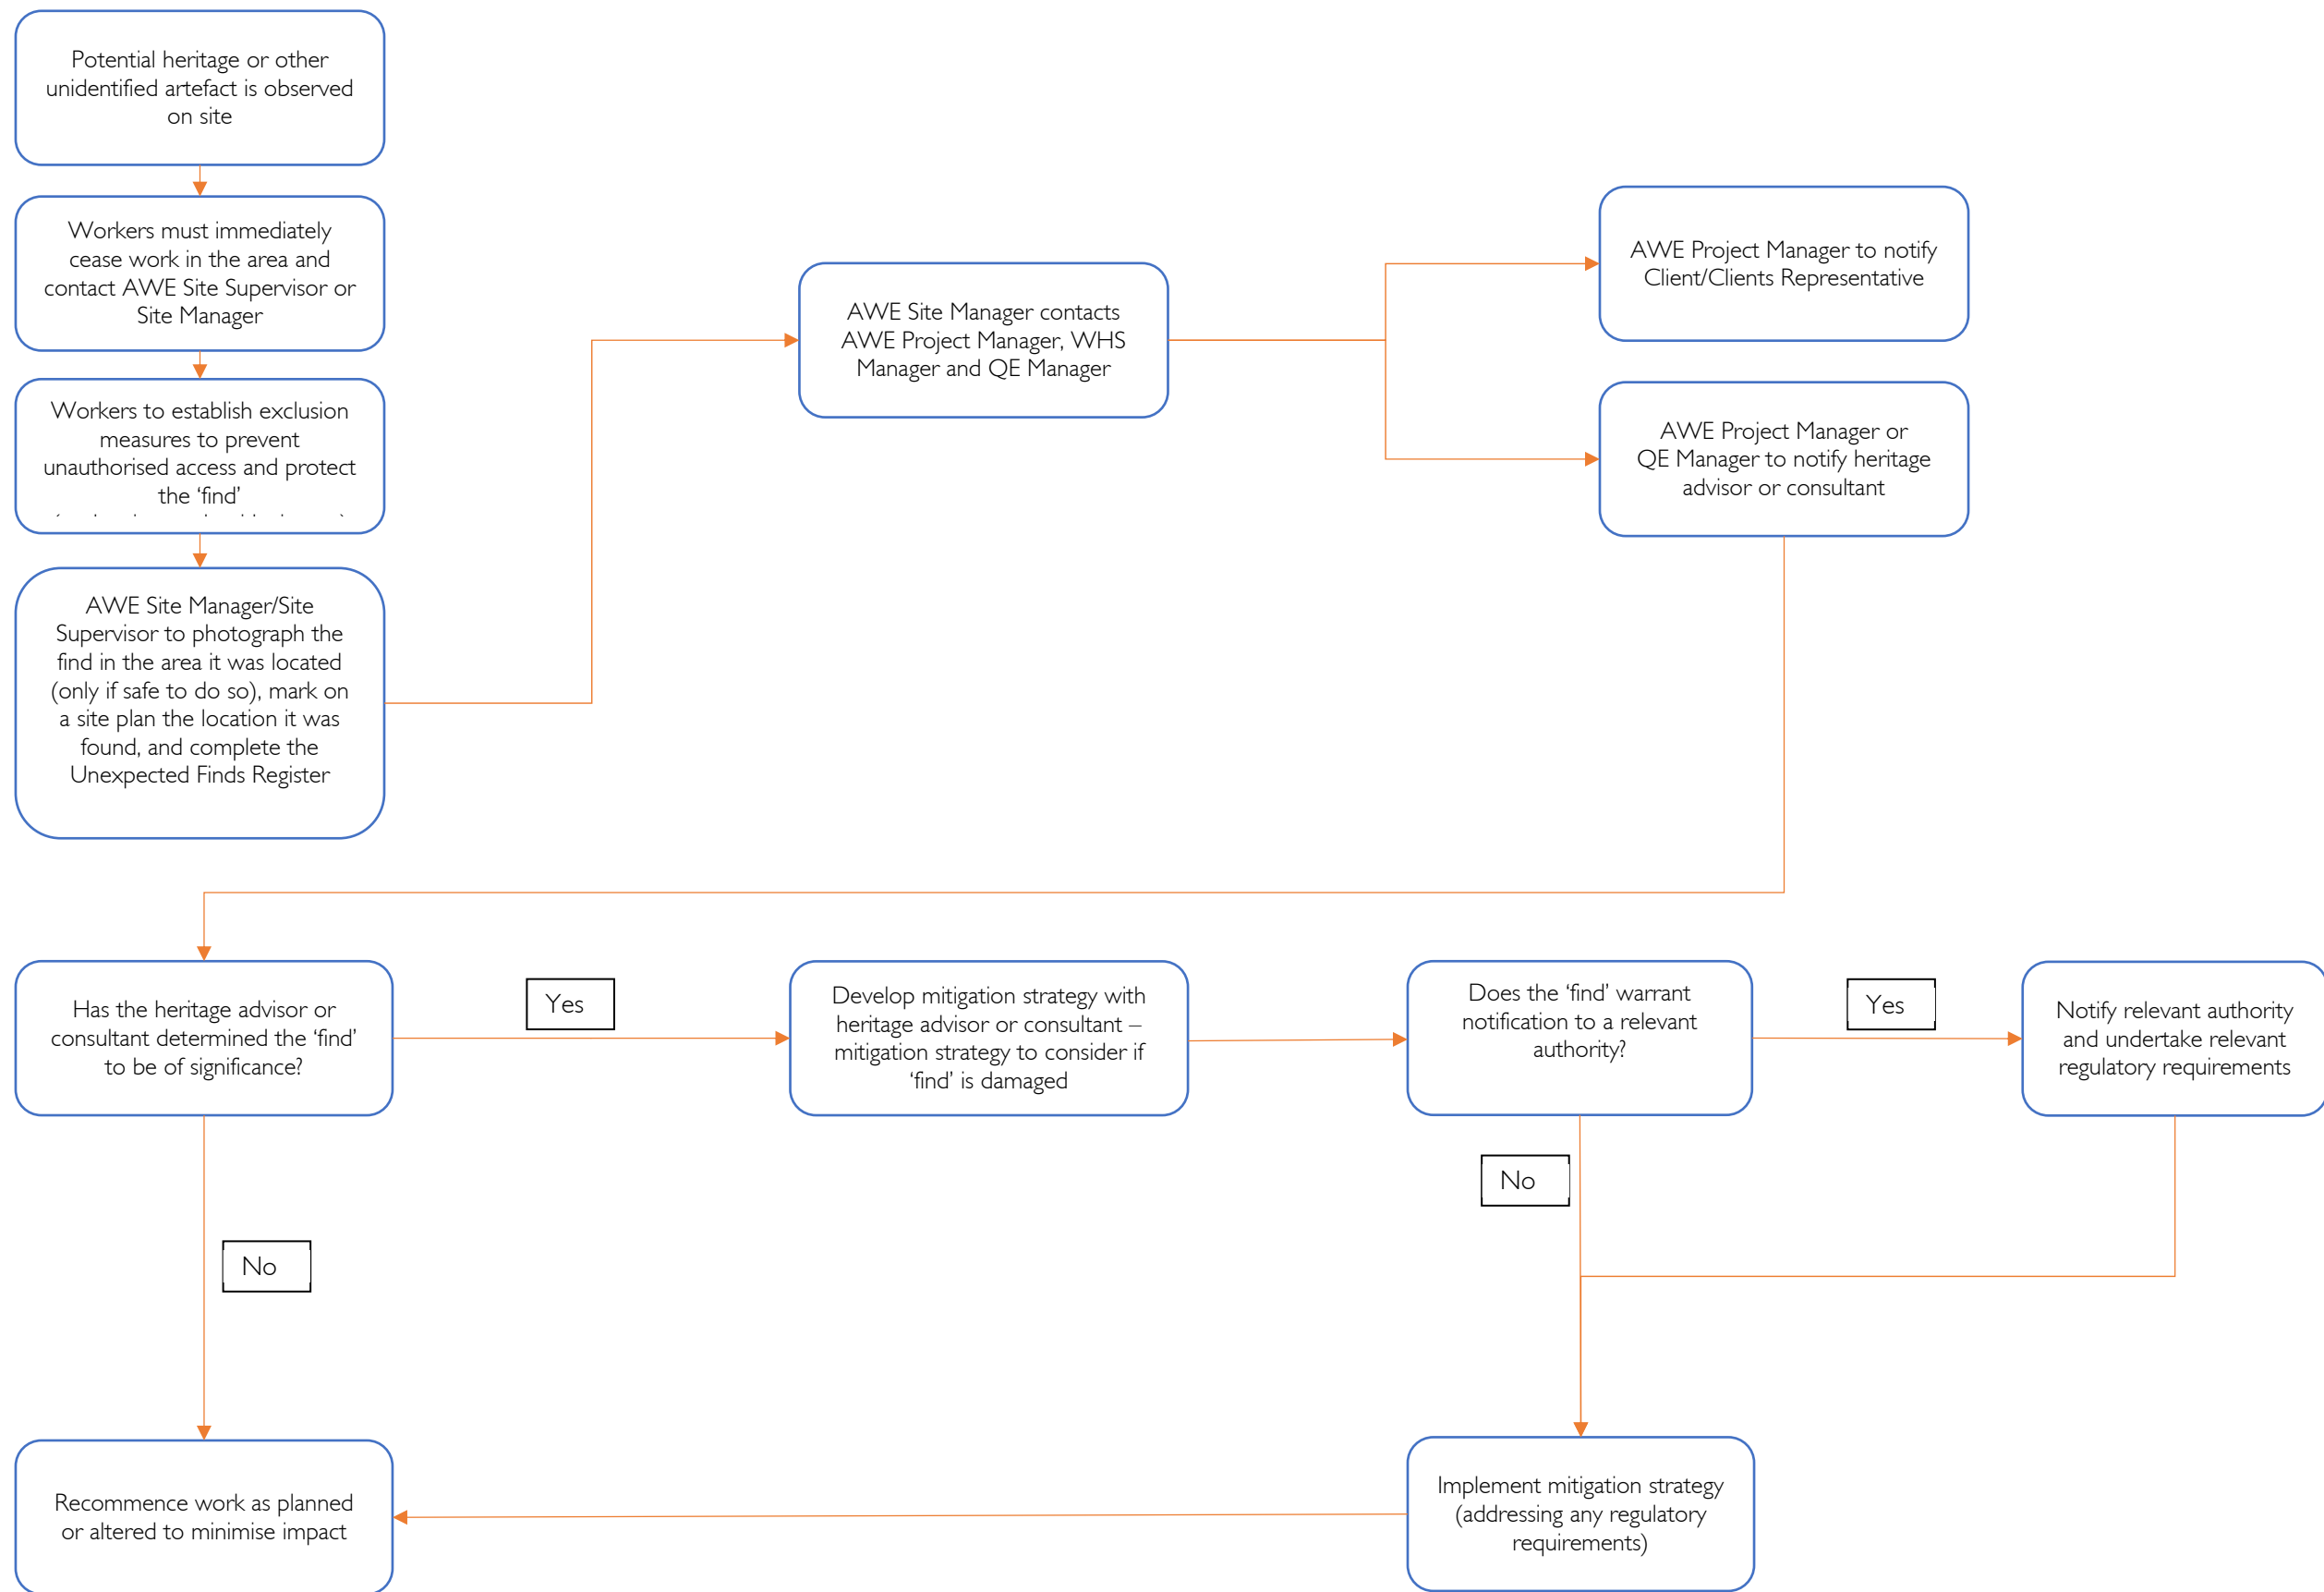 Potential heritage or other
unidentified artefact is observed
on site
Workers must immediately
cease work in the area and
contact AWE Site Supervisor or
Site Manager
Workers to establish exclusion
measures to prevent
unauthorised access and protect
the ‘find’
AWE Site Manager/Site
Supervisor to photograph the
find in the area it was located
(only if safe to do so), mark on
a site plan the location it was
found, and complete the
Unexpected Finds Register
AWE Site Manager contacts
AWE Project Manager, WHS
Manager and QE Manager
AWE Project Manager to notify
Client/Clients Representative
AWE Project Manager or
QE Manager to notify heritage
advisor or consultant
Has the heritage advisor or
consultant determined the ‘find’
to be of significance?
Yes
Develop mitigation strategy with
heritage advisor or consultant –
mitigation strategy to consider if
‘find’ is damaged
Does the ‘find’ warrant
notification to a relevant
authority?
Yes
Notify relevant authority
and undertake relevant
regulatory requirements
No
No
Recommence work as planned
or altered to minimise impact
Implement mitigation strategy
(addressing any regulatory
requirements)